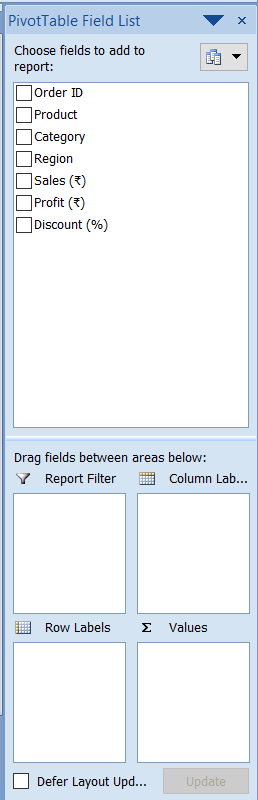 PivotTable Field List
Choose fields to add to
report:
Order ID
Product
Category
Region
Sales (₹)
Profit (₹)
Discount (%)
Drag fields between areas below:
Report Filter
Column Lab...
Row Labels
Σ Values
Defer Layout Upd...
Update